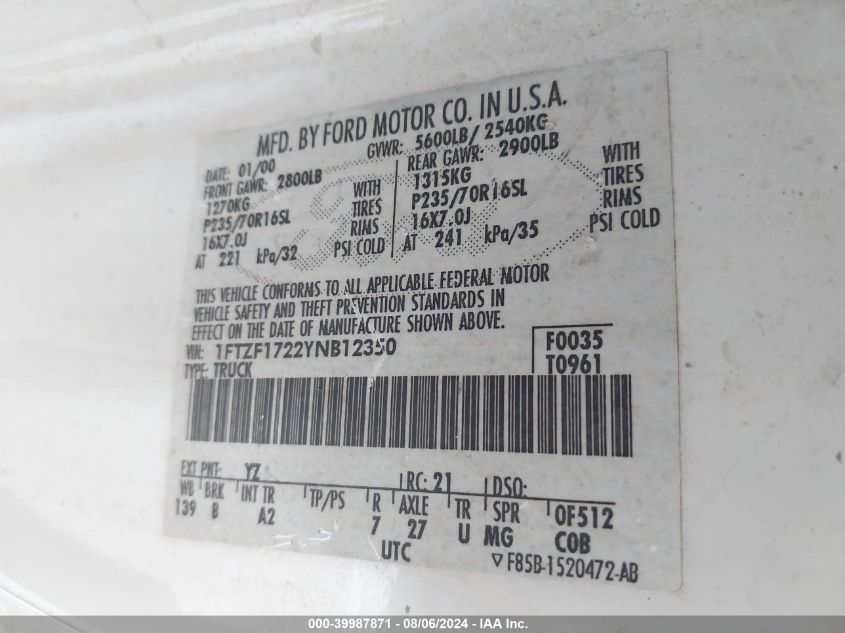 MFD. BY FORD MOTOR CO. IN U.S.A.
DATE: 01/00 GVWR: 5600LB/ 2540KG
FRONT GAWR: 2800LB REAR GAWR: 2900LB
1270KG WITH 1315KG WITH
P235/70R16SL TIRES P235/70R16SL TIRES
16X7.0J RIMS 16X7.0J RIMS
AT 221 kPa/32 PSI COLD AT 241 kPa/35 PSI COLD
THIS VEHICLE CONFORMS TO ALL APPLICABLE FEDERAL MOTOR
VEHICLE SAFETY AND THEFT PREVENTION STANDARDS IN
EFFECT ON THE DATE OF MANUFACTURE SHOWN ABOVE.
VIN: 1FTZF1722YNB12350 F0035
TYPE: TRUCK T0961
EXT PNT: YZ RC: 21 DSO:
WB BRK INT TR TP/PS R AXLE TR SPR 0F512
139 B A2 7 27 U MG COB
UTC
F85B-1520472-AB
000-39987871 - 08/06/2024 - IAA Inc.